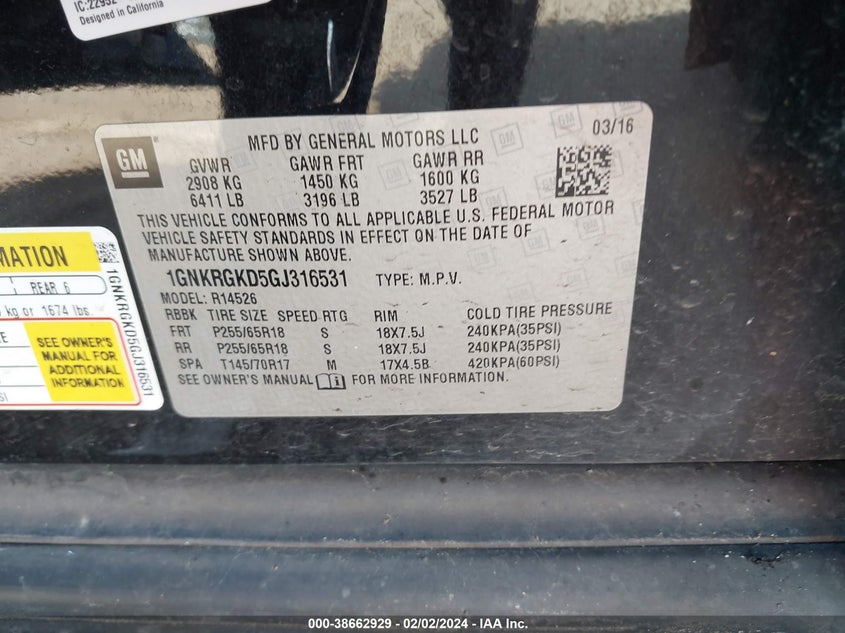 Designed in California
GM
MFD BY GENERAL MOTORS LLC
03/16
GVWR GAWR FRT GAWR RR
2908 KG 1450 KG 1600 KG
6411 LB 3196 LB 3527 LB
THIS VEHICLE CONFORMS TO ALL APPLICABLE U.S. FEDERAL MOTOR
VEHICLE SAFETY STANDARDS IN EFFECT ON THE DATE OF
MANUFACTURE SHOWN ABOVE.
1GNKRGKD5GJ316531 TYPE: M.P.V.
MODEL: R14526
RBBK TIRE SIZE SPEED RTG RIM COLD TIRE PRESSURE
FRT P255/65R18 S 18X7.5J 240KPA(35PSI)
RR P255/65R18 S 18X7.5J 240KPA(35PSI)
SPA T145/70R17 M 17X4.5B 420KPA(60PSI)
SEE OWNER'S MANUAL FOR MORE INFORMATION.
REAR 6
kg or 1674 lbs.
SEE OWNER'S
MANUAL FOR
ADDITIONAL
INFORMATION
1GNKRGKD5GJ316531
000-38662929 - 02/02/2024 - IAA Inc.